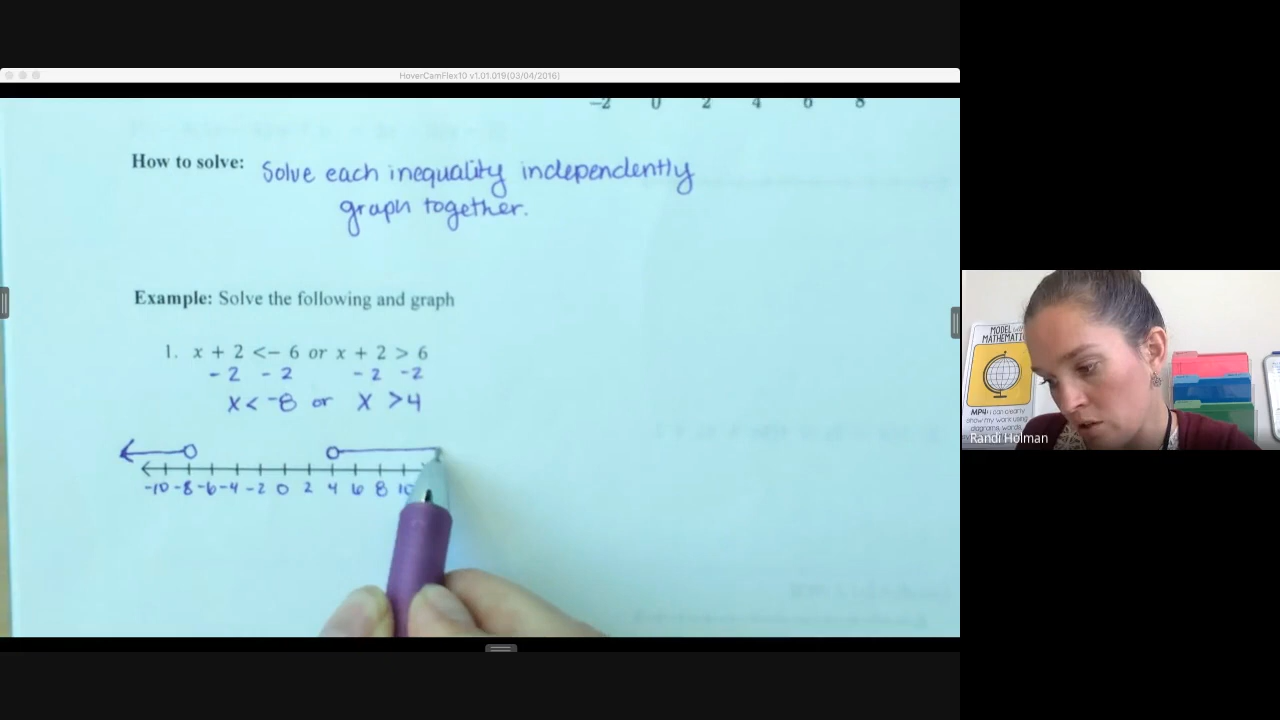 HoverCamFlex10 v1.01.019(03/04/2016)
-2 0 2 4 6 8
How to solve: Solve each inequality independently
graph together.
Example: Solve the following and graph
1. x + 2 <− 6 or x + 2 > 6
- 2 - 2 - 2 - 2
x < -8 or x > 4
-10 -8 -6 -4 -2 0 2 4 6 8 10
MODEL
MATHEMATI
MP4: I can clearly
show my work using
diagrams, words,
Randi Holman